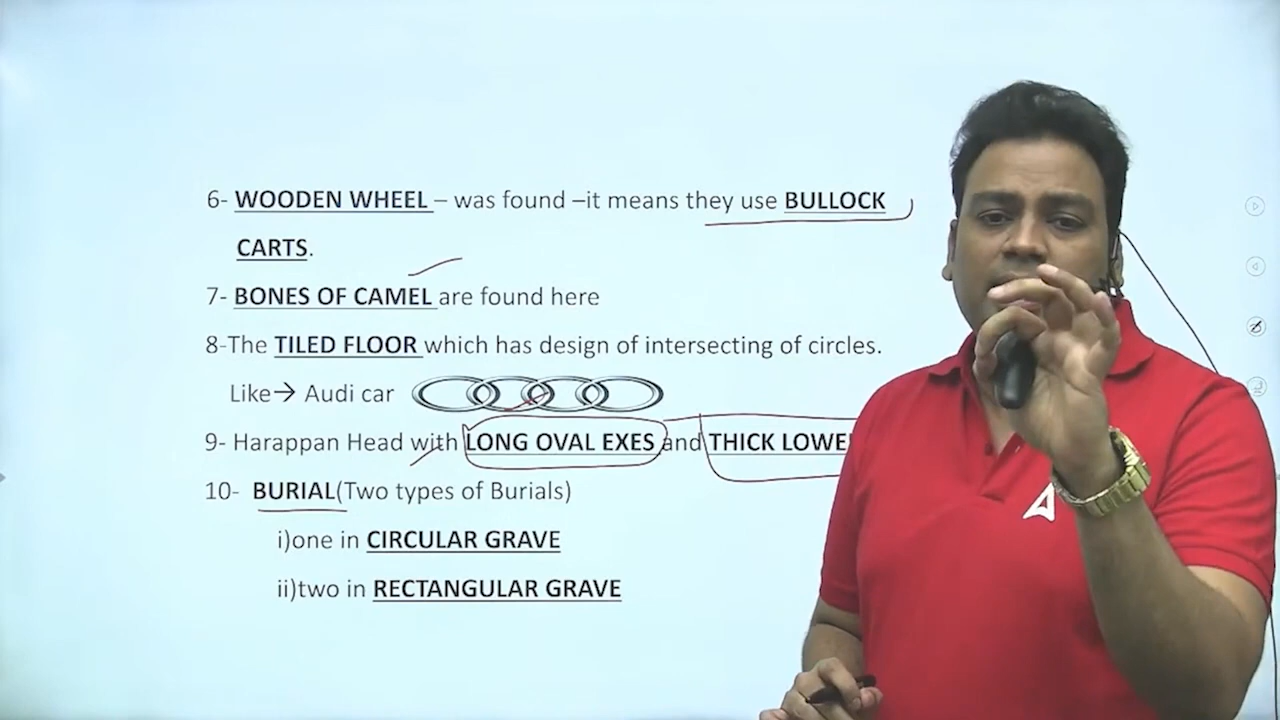 6- WOODEN WHEEL – was found –it means they use BULLOCK
CARTS.
7- BONES OF CAMEL are found here
8-The TILED FLOOR which has design of intersecting of circles.
Like→ Audi car
9- Harappan Head with LONG OVAL EXES and THICK
10- BURIAL(Two types of Burials)
i)one in CIRCULAR GRAVE
ii)two in RECTANGULAR GRAVE